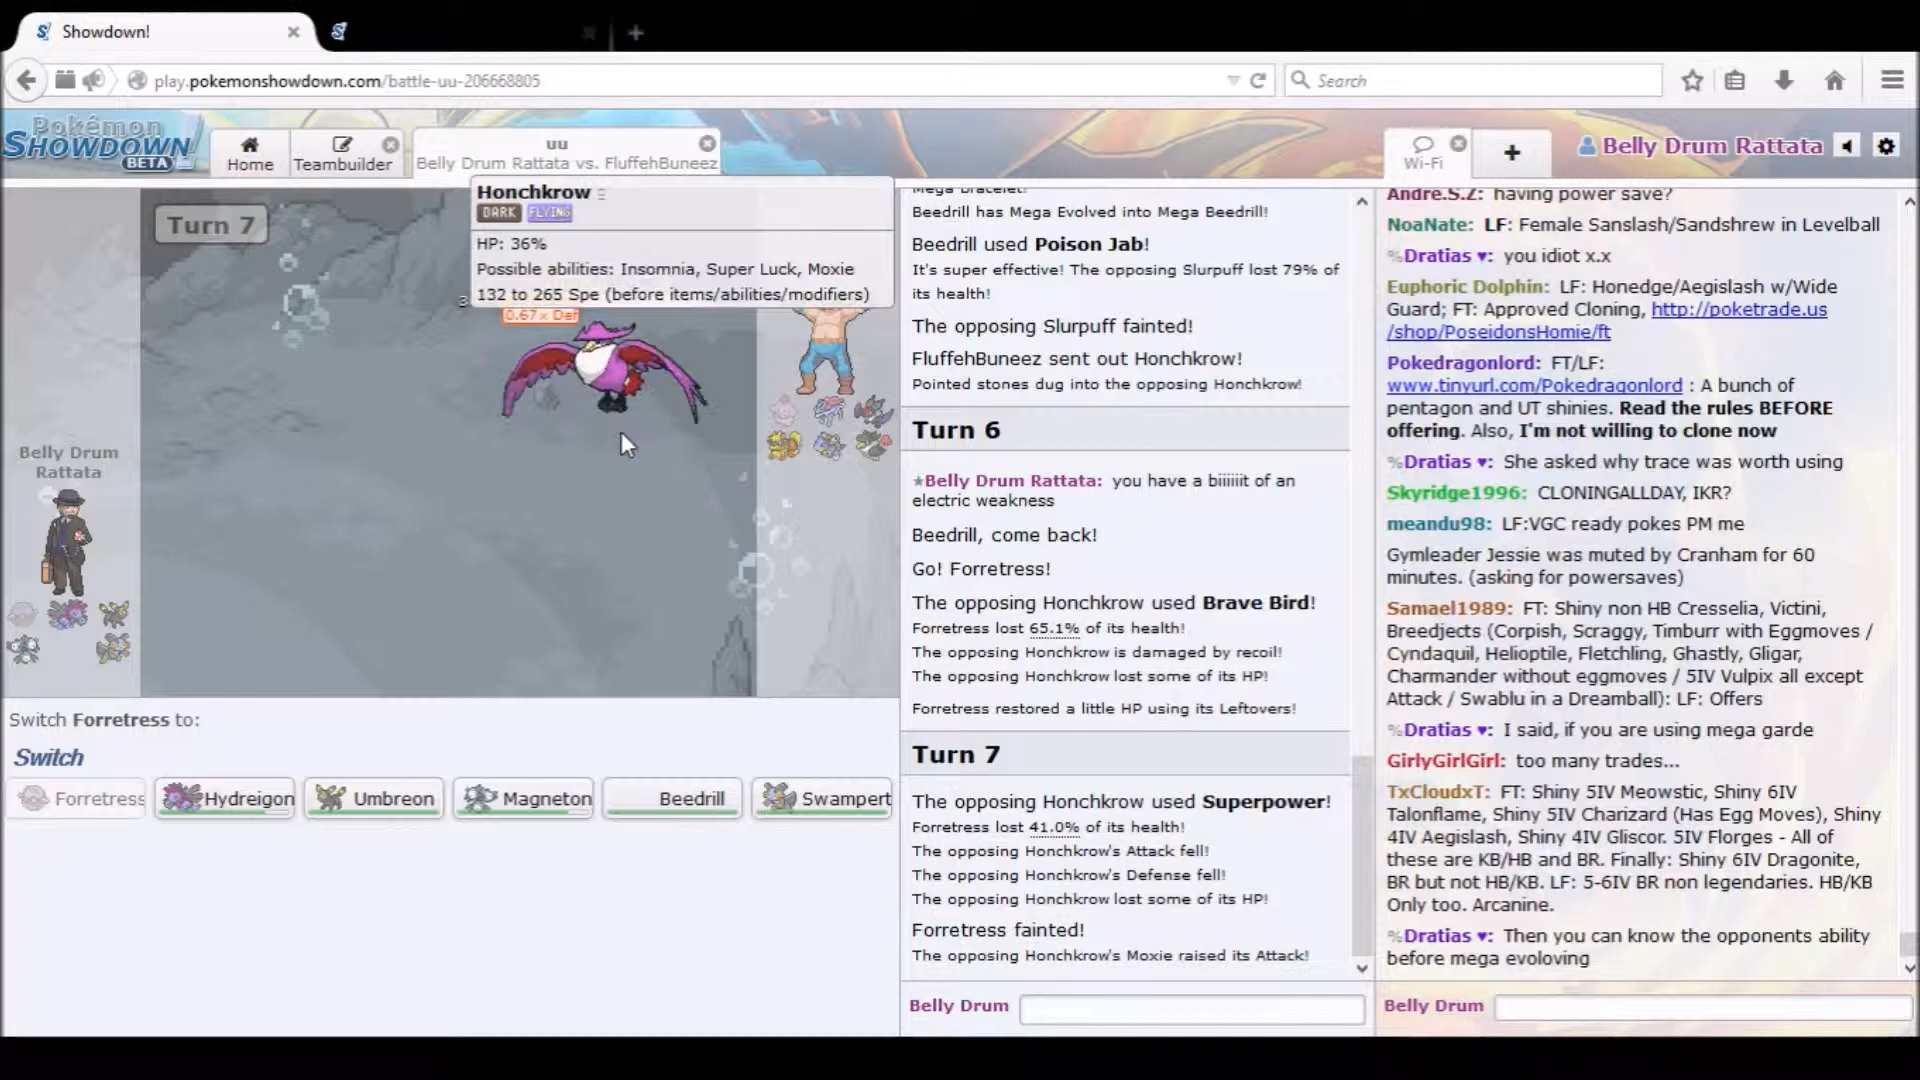 Showdown!
play.pokemonshowdown.com/battle-uu-206668805
Search
Pokémon
SHOWDOWN
BETA
Home
Teambuilder
uu
Belly Drum Rattata vs. FluffehBuneez
Wi-Fi
Belly Drum Rattata
Turn 7
Honchkrow
DARK FLYING
HP: 36%
Possible abilities: Insomnia, Super Luck, Moxie
132 to 265 Spe (before items/abilities/modifiers)
0.67x Def
Belly Drum
Rattata
Switch Forretress to:
Switch
Forretress
Hydreigon
Umbreon
Magneton
Beedrill
Swampert
Mega Bracelet!
Beedrill has Mega Evolved into Mega Beedrill!
Beedrill used Poison Jab!
It's super effective! The opposing Slurpuff lost 79% of
its health!
The opposing Slurpuff fainted!
FluffehBuneez sent out Honchkrow!
Pointed stones dug into the opposing Honchkrow!
Turn 6
★Belly Drum Rattata: you have a biiiiiit of an
electric weakness
Beedrill, come back!
Go! Forretress!
The opposing Honchkrow used Brave Bird!
Forretress lost 65.1% of its health!
The opposing Honchkrow is damaged by recoil!
The opposing Honchkrow lost some of its HP!
Forretress restored a little HP using its Leftovers!
Turn 7
The opposing Honchkrow used Superpower!
Forretress lost 41.0% of its health!
The opposing Honchkrow's Attack fell!
The opposing Honchkrow's Defense fell!
The opposing Honchkrow lost some of its HP!
Forretress fainted!
The opposing Honchkrow's Moxie raised its Attack!
Belly Drum
Andre.S.Z: having power save?
NoaNate: LF: Female Sanslash/Sandshrew in Levelball
%Dratias ♥: you idiot x.x
Euphoric Dolphin: LF: Honedge/Aegislash w/Wide
Guard; FT: Approved Cloning, http://poketrade.us
/shop/PoseidonsHomie/ft
Pokedragonlord: FT/LF:
www.tinyurl.com/Pokedragonlord : A bunch of
pentagon and UT shinies. Read the rules BEFORE
offering. Also, I'm not willing to clone now
%Dratias ♥: She asked why trace was worth using
Skyridge1996: CLONINGALLDAY, IKR?
meandu98: LF:VGC ready pokes PM me
Gymleader Jessie was muted by Cranham for 60
minutes. (asking for powersaves)
Samael1989: FT: Shiny non HB Cresselia, Victini,
Breedjects (Corpish, Scraggy, Timburr with Eggmoves /
Cyndaquil, Helioptile, Fletchling, Ghastly, Gligar,
Charmander without eggmoves / 5IV Vulpix all except
Attack / Swablu in a Dreamball): LF: Offers
%Dratias ♥: I said, if you are using mega garde
GirlyGirlGirl: too many trades...
TxCloudxT: FT: Shiny 5IV Meowstic, Shiny 6IV
Talonflame, Shiny 5IV Charizard (Has Egg Moves), Shiny
4IV Aegislash, Shiny 4IV Gliscor. 5IV Florges - All of
these are KB/HB and BR. Finally: Shiny 6IV Dragonite,
BR but not HB/KB. LF: 5-6IV BR non legendaries. HB/KB
Only too. Arcanine.
%Dratias ♥: Then you can know the opponents ability
before mega evoloving
Belly Drum